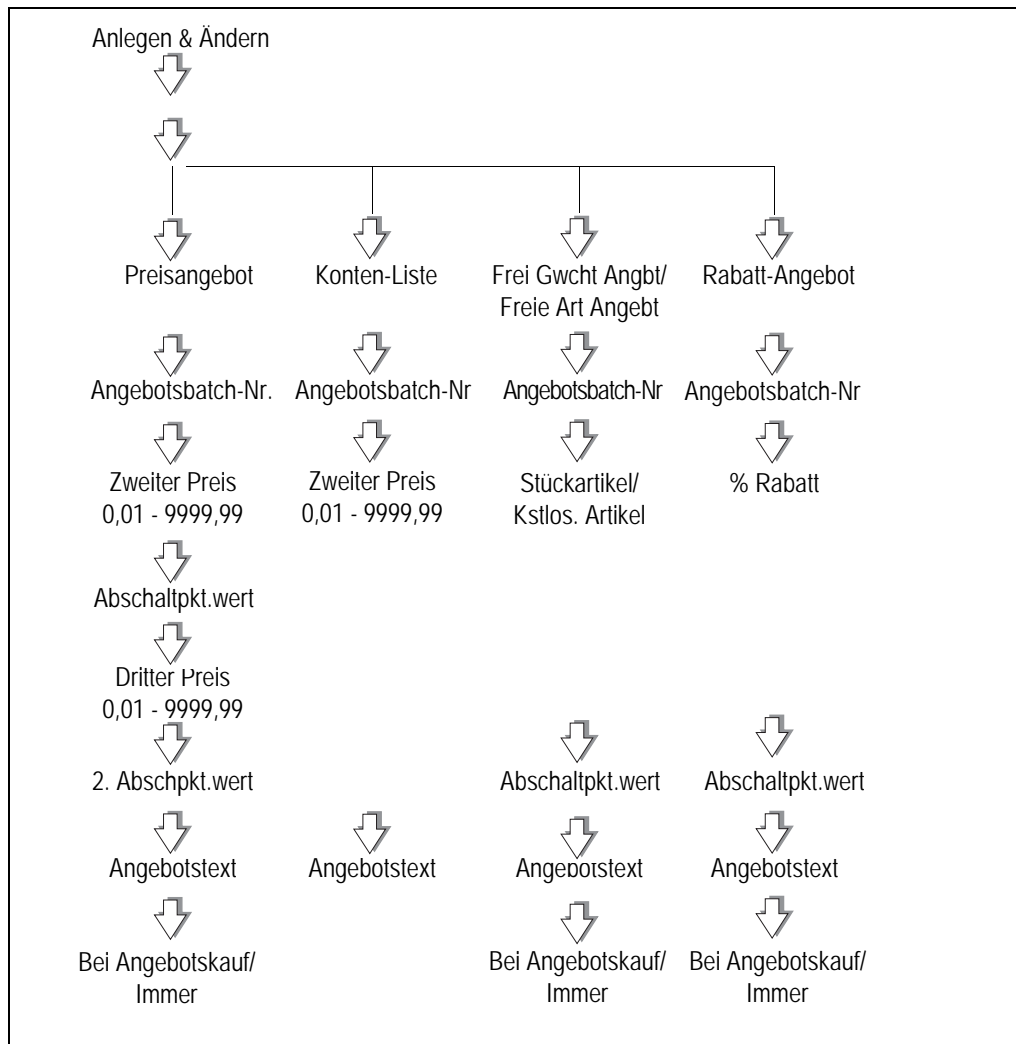 Anlegen & Ändern
Preisangebot
Konten-Liste
Frei Gwcht Angbt/
Freie Art Angebt
Rabatt-Angebot
Angebotsbatch-Nr.
Angebotsbatch-Nr
Angebotsbatch-Nr
Angebotsbatch-Nr
Zweiter Preis
0,01 - 9999,99
Zweiter Preis
0,01 - 9999,99
Stückartikel/
Kstlos. Artikel
% Rabatt
Abschaltpkt.wert
Dritter Preis
0,01 - 9999,99
2. Abschpkt.wert
Abschaltpkt.wert
Abschaltpkt.wert
Angebotstext
Angebotstext
Angebotstext
Angebotstext
Bei Angebotskauf/
Immer
Bei Angebotskauf/
Immer
Bei Angebotskauf/
Immer